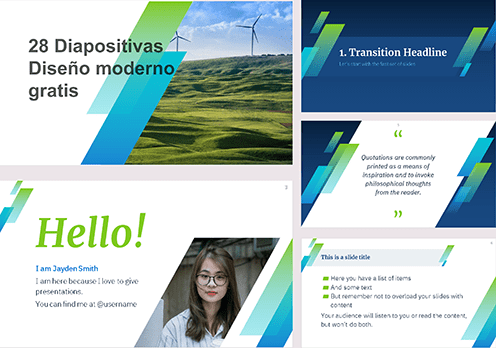 28 Diapositivas
Diseño moderno
gratis
1. Transition Headline
Let's start with the first set of slides
“
Quotations are commonly
printed as a means of
inspiration and to invoke
philosophical thoughts
from the reader.
”
Hello!
I am Jayden Smith
I am here because I love to give
presentations.
You can find me at @username
This is a slide title
Here you have a list of items
And some text
But remember not to overload your slides with
content
Your audience will listen to you or read the content,
but won't do both.